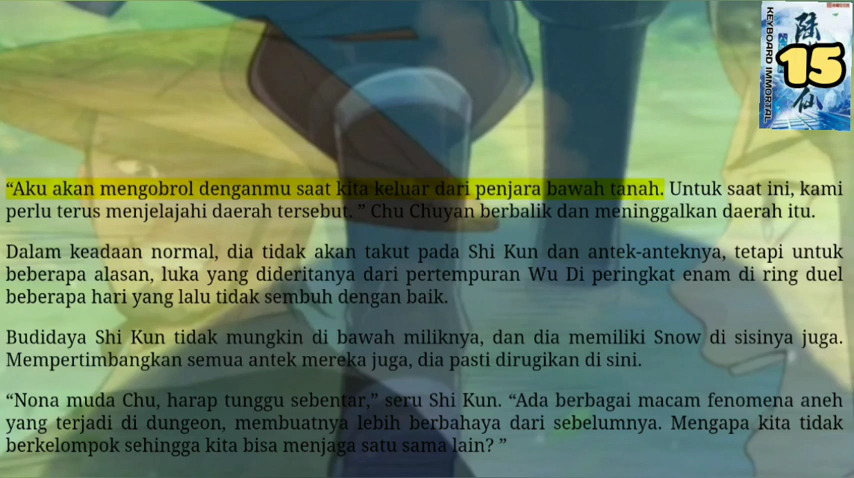 陆
仙
KEYBOARD IMMORTAL
15
“Aku akan mengobrol denganmu saat kita keluar dari penjara bawah tanah. Untuk saat ini, kami
perlu terus menjelajahi daerah tersebut. ” Chu Chuyan berbalik dan meninggalkan daerah itu.
Dalam keadaan normal, dia tidak akan takut pada Shi Kun dan antek-anteknya, tetapi untuk
beberapa alasan, luka yang dideritanya dari pertempuran Wu Di peringkat enam di ring duel
beberapa hari yang lalu tidak sembuh dengan baik.
Budidaya Shi Kun tidak mungkin di bawah miliknya, dan dia memiliki Snow di sisinya juga.
Mempertimbangkan semua antek mereka juga, dia pasti dirugikan di sini.
“Nona muda Chu, harap tunggu sebentar,” seru Shi Kun. “Ada berbagai macam fenomena aneh
yang terjadi di dungeon, membuatnya lebih berbahaya dari sebelumnya. Mengapa kita tidak
berkelompok sehingga kita bisa menjaga satu sama lain? ”